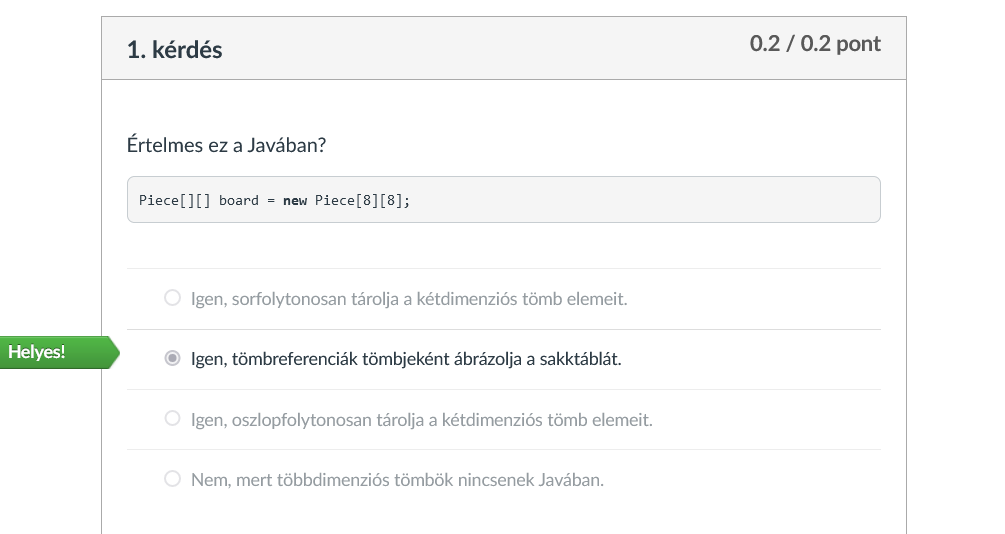 1. kérdés
0.2 / 0.2 pont
Értelmes ez a Javában?
Piece[][] board = new Piece[8][8];
Igen, sorfolytonosan tárolja a kétdimenziós tömb elemeit.
Helyes!
Igen, tömbreferenciák tömbjeként ábrázolja a sakktáblát.
Igen, oszlopfolytonosan tárolja a kétdimenziós tömb elemeit.
Nem, mert többdimenziós tömbök nincsenek Javában.